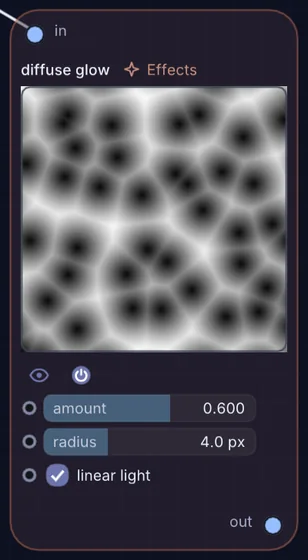 in
diffuse glow Effects
amount 0.600
radius 4.0 px
linear light
out